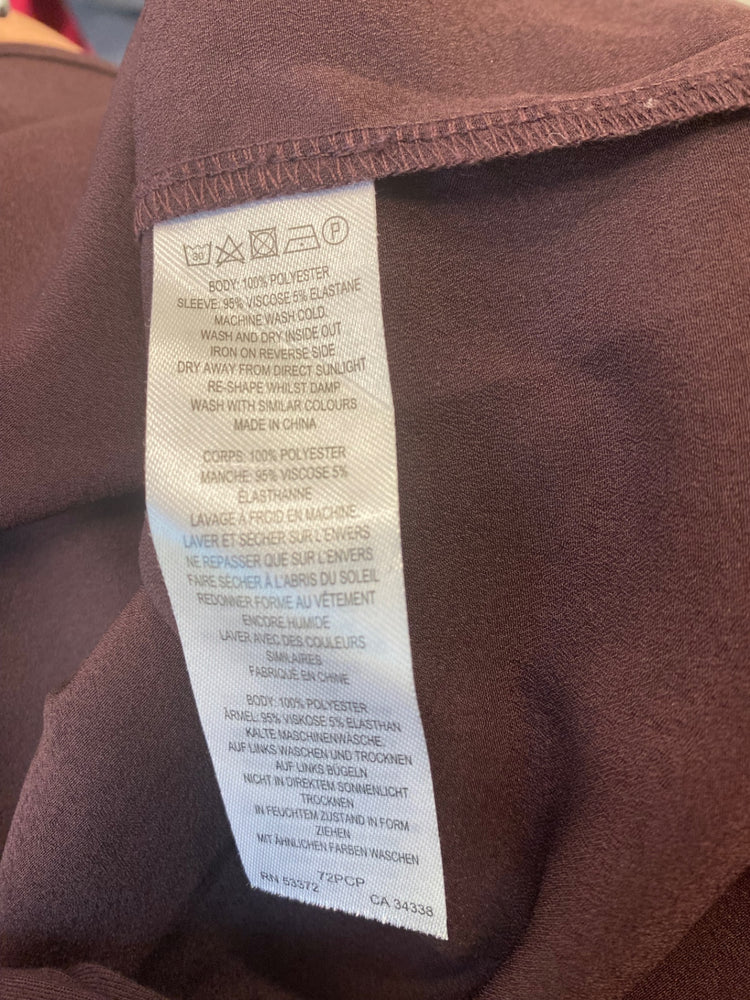 30°
P
BODY: 100% POLYESTER
SLEEVE: 95% VISCOSE 5% ELASTANE
MACHINE WASH COLD.
WASH AND DRY INSIDE OUT
IRON ON REVERSE SIDE
DRY AWAY FROM DIRECT SUNLIGHT
RE-SHAPE WHILST DAMP
WASH WITH SIMILAR COLOURS
MADE IN CHINA
CORPS: 100% POLYESTER
MANCHE: 95% VISCOSE 5%
ÉLASTHANNE
LAVAGE À FROID EN MACHINE.
LAVER ET SÉCHER SUR L'ENVERS
NE REPASSER QUE SUR L'ENVERS
FAIRE SÉCHER À L'ABRIS DU SOLEIL
REDONNER FORME AU VÊTEMENT
ENCORE HUMIDE
LAVER AVEC DES COULEURS
SIMILAIRES
FABRIQUÉ EN CHINE
BODY: 100% POLYESTER
ÄRMEL: 95% VISKOSE 5% ELASTHAN
KALTE MASCHINENWÄSCHE.
AUF LINKS WASCHEN UND TROCKNEN
AUF LINKS BÜGELN
NICHT IN DIREKTEM SONNENLICHT
TROCKNEN
IN FEUCHTEM ZUSTAND IN FORM
ZIEHEN
MIT ÄHNLICHEN FARBEN WASCHEN
72PCP
RN 53372 CA 34338